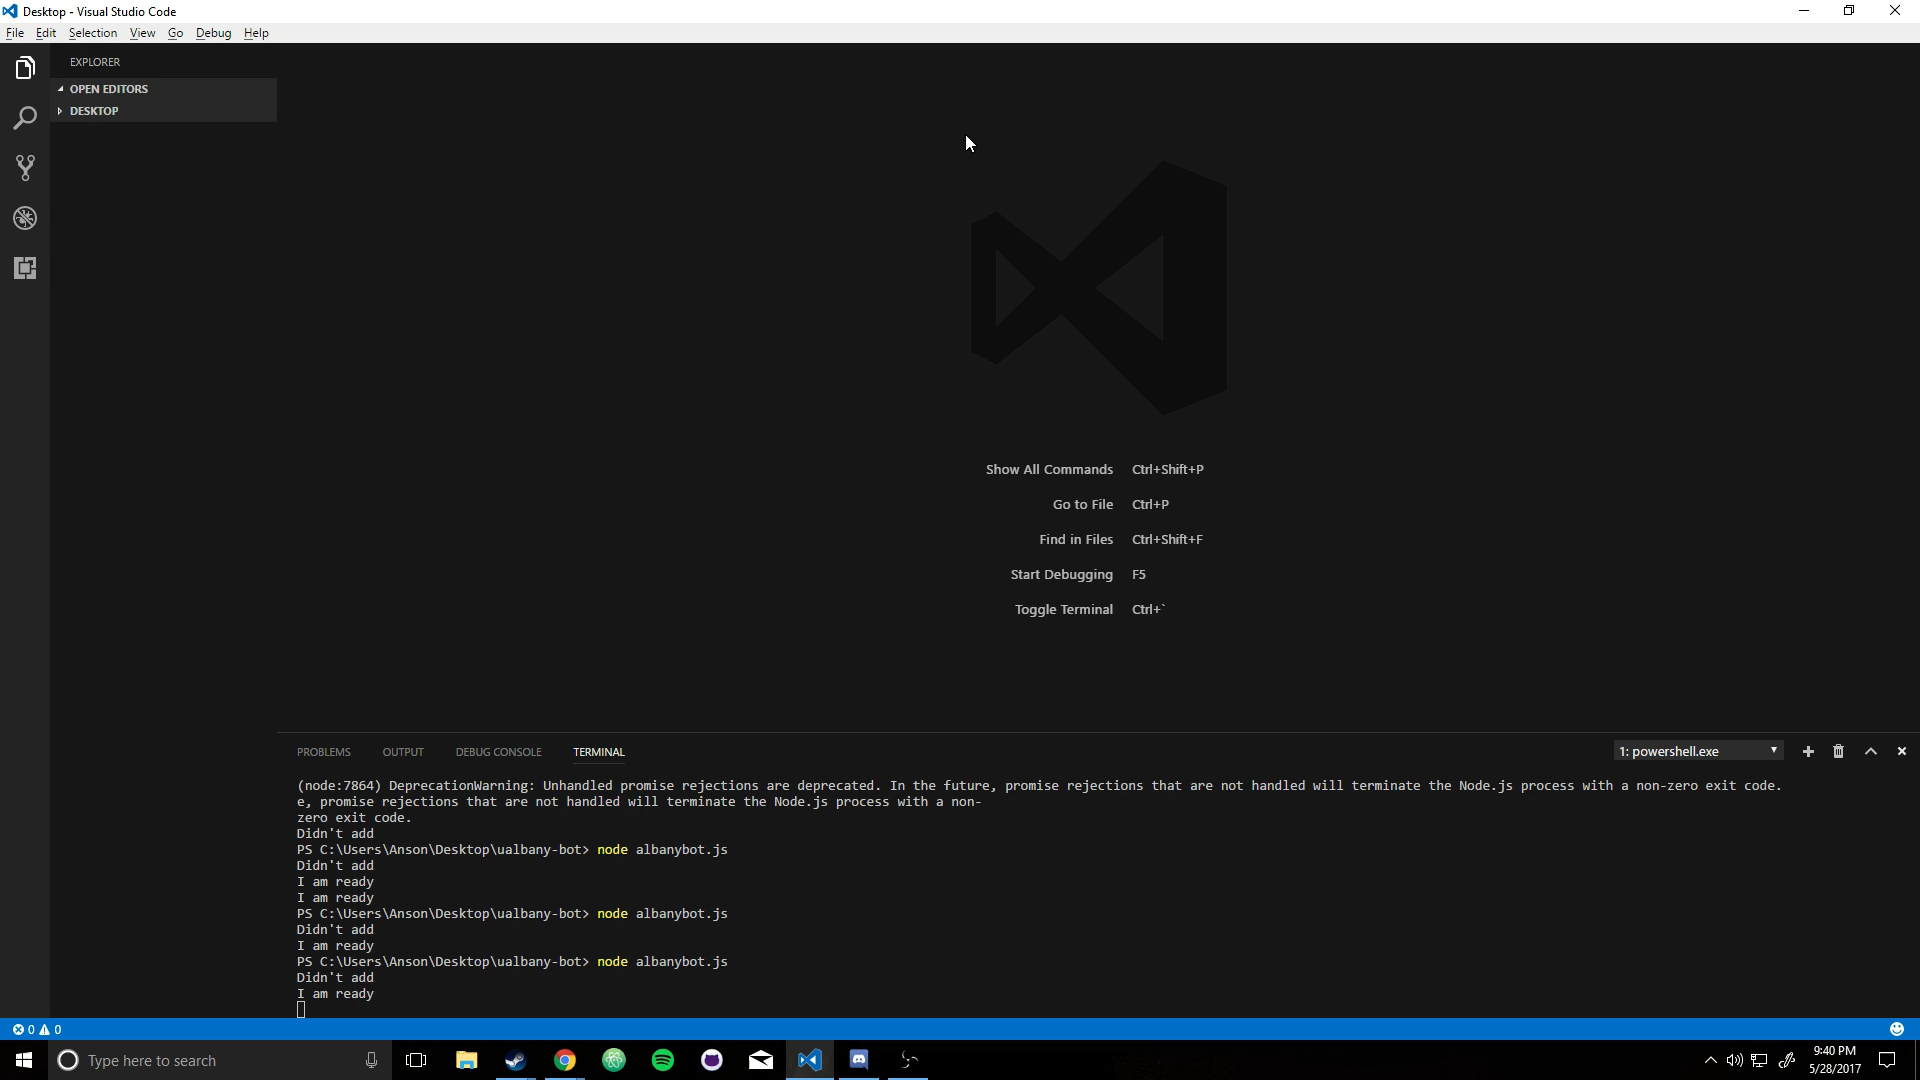 Desktop - Visual Studio Code
File Edit Selection View Go Debug Help
EXPLORER
OPEN EDITORS
DESKTOP
Show All Commands Ctrl+Shift+P
Go to File Ctrl+P
Find in Files Ctrl+Shift+F
Start Debugging F5
Toggle Terminal Ctrl+`
PROBLEMS OUTPUT DEBUG CONSOLE TERMINAL 1: powershell.exe
(node:7864) DeprecationWarning: Unhandled promise rejections are deprecated. In the future, promise rejections that are not handled will terminate the Node.js process with a non-zero exit code.
e, promise rejections that are not handled will terminate the Node.js process with a non-
zero exit code.
Didn't add
PS C:\Users\Anson\Desktop\ualbany-bot> node albanybot.js
Didn't add
I am ready
I am ready
PS C:\Users\Anson\Desktop\ualbany-bot> node albanybot.js
Didn't add
I am ready
PS C:\Users\Anson\Desktop\ualbany-bot> node albanybot.js
Didn't add
I am ready
0 0
Type here to search
9:40 PM
5/28/2017